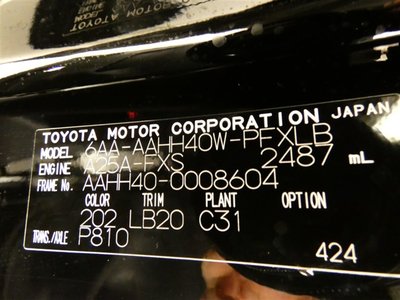 TOYOTA MOTOR CORPORATION JAPAN
MODEL 6AA-AAHH40W-PFXLB
ENGINE A25A-FXS 2487 mL
FRAME No. AAHH40-0008604
COLOR TRIM PLANT OPTION
202 LB20 C31
TRANS./AXLE P810
424